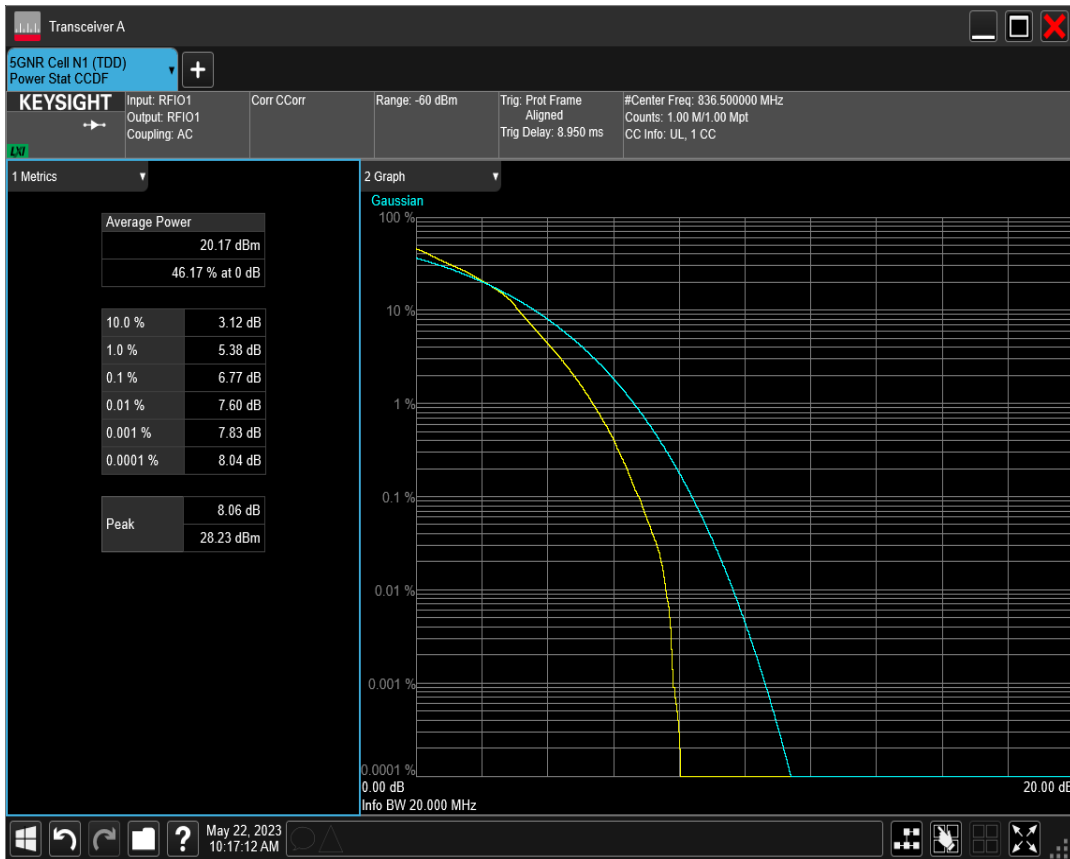 Transceiver A
5GNR Cell N1 (TDD)
Power Stat CCDF
KEYSIGHT
LXI
Input: RFIO1
Output: RFIO1
Coupling: AC
Corr CCorr
Range: -60 dBm
Trig: Prot Frame
Aligned
Trig Delay: 8.950 ms
#Center Freq: 836.500000 MHz
Counts: 1.00 M/1.00 Mpt
CC Info: UL, 1 CC
1 Metrics
Average Power
20.17 dBm
46.17 % at 0 dB
10.0 % 3.12 dB
1.0 % 5.38 dB
0.1 % 6.77 dB
0.01 % 7.60 dB
0.001 % 7.83 dB
0.0001 % 8.04 dB
Peak 8.06 dB
28.23 dBm
2 Graph
Gaussian
100 %
10 %
1 %
0.1 %
0.01 %
0.001 %
0.0001 %
0.00 dB 20.00 dB
Info BW 20.000 MHz
? May 22, 2023
10:17:12 AM